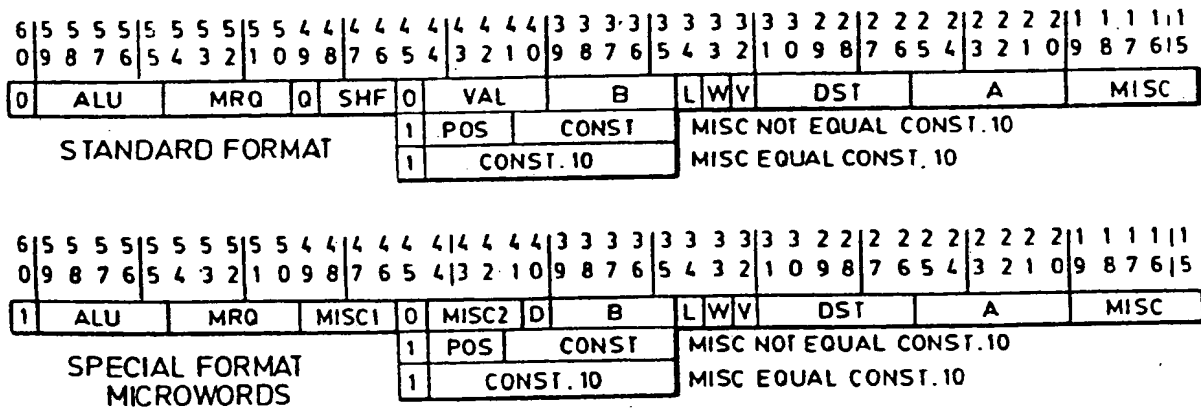 6|5 5 5 5|5 5 5 5|5 5 4 4|4 4 4 4|4 4 4 4|3 3 3 3|3 3 3 3|3 3 2 2|2 2 2 2|2 2 2 2|1 1 1 1|1
0|9 8 7 6|5 4 3 2|1 0 9 8|7 6 5 4|3 2 1 0|9 8 7 6|5 4 3 2|1 0 9 8|7 6 5 4|3 2 1 0|9 8 7 6|5
0 ALU MRQ Q SHF 0 VAL B L W V DST A MISC
STANDARD FORMAT 1 POS CONST MISC NOT EQUAL CONST.10
1 CONST.10 MISC EQUAL CONST.10
6|5 5 5 5|5 5 5 5|5 5 4 4|4 4 4 4|4 4 4 4|3 3 3 3|3 3 3 3|3 3 2 2|2 2 2 2|2 2 2 2|1 1 1 1|1
0|9 8 7 6|5 4 3 2|1 0 9 8|7 6 5 4|3 2 1 0|9 8 7 6|5 4 3 2|1 0 9 8|7 6 5 4|3 2 1 0|9 8 7 6|5
1 ALU MRQ MISC1 0 MISC2 D B L W V DST A MISC
SPECIAL FORMAT 1 POS CONST MISC NOT EQUAL CONST.10
MICROWORDS 1 CONST.10 MISC EQUAL CONST.10